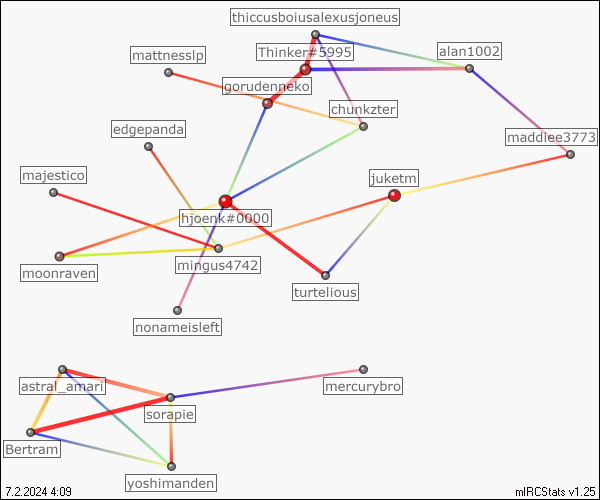 thiccusboiusalexusjoneus
Thinker#5995
alan1002
mattnesslp
gorudenneko
chunkzter
edgepanda
maddiee3773
majestico
juketm
hjoenk#0000
mingus4742
moonraven
turtelious
nonameisleft
astral_amari
mercurybro
sorapie
Bertram
yoshimanden
7.2.2024 4:09
mIRCStats v1.25